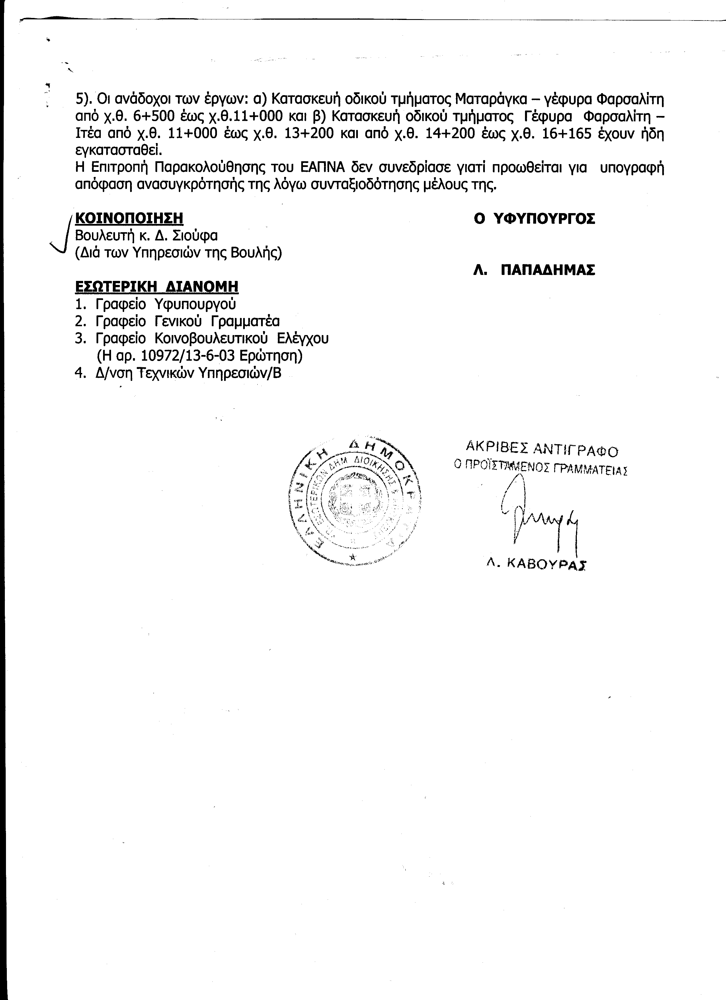 5). Οι ανάδοχοι των έργων: α) Κατασκευή οδικού τμήματος Ματαράγκα – γέφυρα Φαρσαλίτη
από χ.θ. 6+500 έως χ.θ.11+000 και β) Κατασκευή οδικού τμήματος Γέφυρα Φαρσαλίτη –
Ιτέα από χ.θ. 11+000 έως χ.θ. 13+200 και από χ.θ. 14+200 έως χ.θ. 16+165 έχουν ήδη
εγκατασταθεί.
Η Επιτροπή Παρακολούθησης του ΕΑΠΝΑ δεν συνεδρίασε γιατί προωθείται για υπογραφή
απόφαση ανασυγκρότησής της λόγω συνταξιοδότησης μέλους της.
ΚΟΙΝΟΠΟΙΗΣΗ
Βουλευτή κ. Δ. Σιούφα
(Διά των Υπηρεσιών της Βουλής)
Ο ΥΦΥΠΟΥΡΓΟΣ
Λ. ΠΑΠΑΔΗΜΑΣ
ΕΣΩΤΕΡΙΚΗ ΔΙΑΝΟΜΗ
1. Γραφείο Υφυπουργού
2. Γραφείο Γενικού Γραμματέα
3. Γραφείο Κοινοβουλευτικού Ελέγχου
(Η αρ. 10972/13-6-03 Ερώτηση)
4. Δ/νση Τεχνικών Υπηρεσιών/Β
ΕΛΛΗΝΙΚΗ ΔΗΜΟΚΡΑΤΙΑ
ΥΠ ΕΣΩΤΕΡΙΚΩΝ ΔΗΜ ΔΙΟΙΚΗΣΗΣ
ΑΚΡΙΒΕΣ ΑΝΤΙΓΡΑΦΟ
Ο ΠΡΟΪΣΤΑΜΕΝΟΣ ΓΡΑΜΜΑΤΕΙΑΣ
Λ. ΚΑΒΟΥΡΑΣ